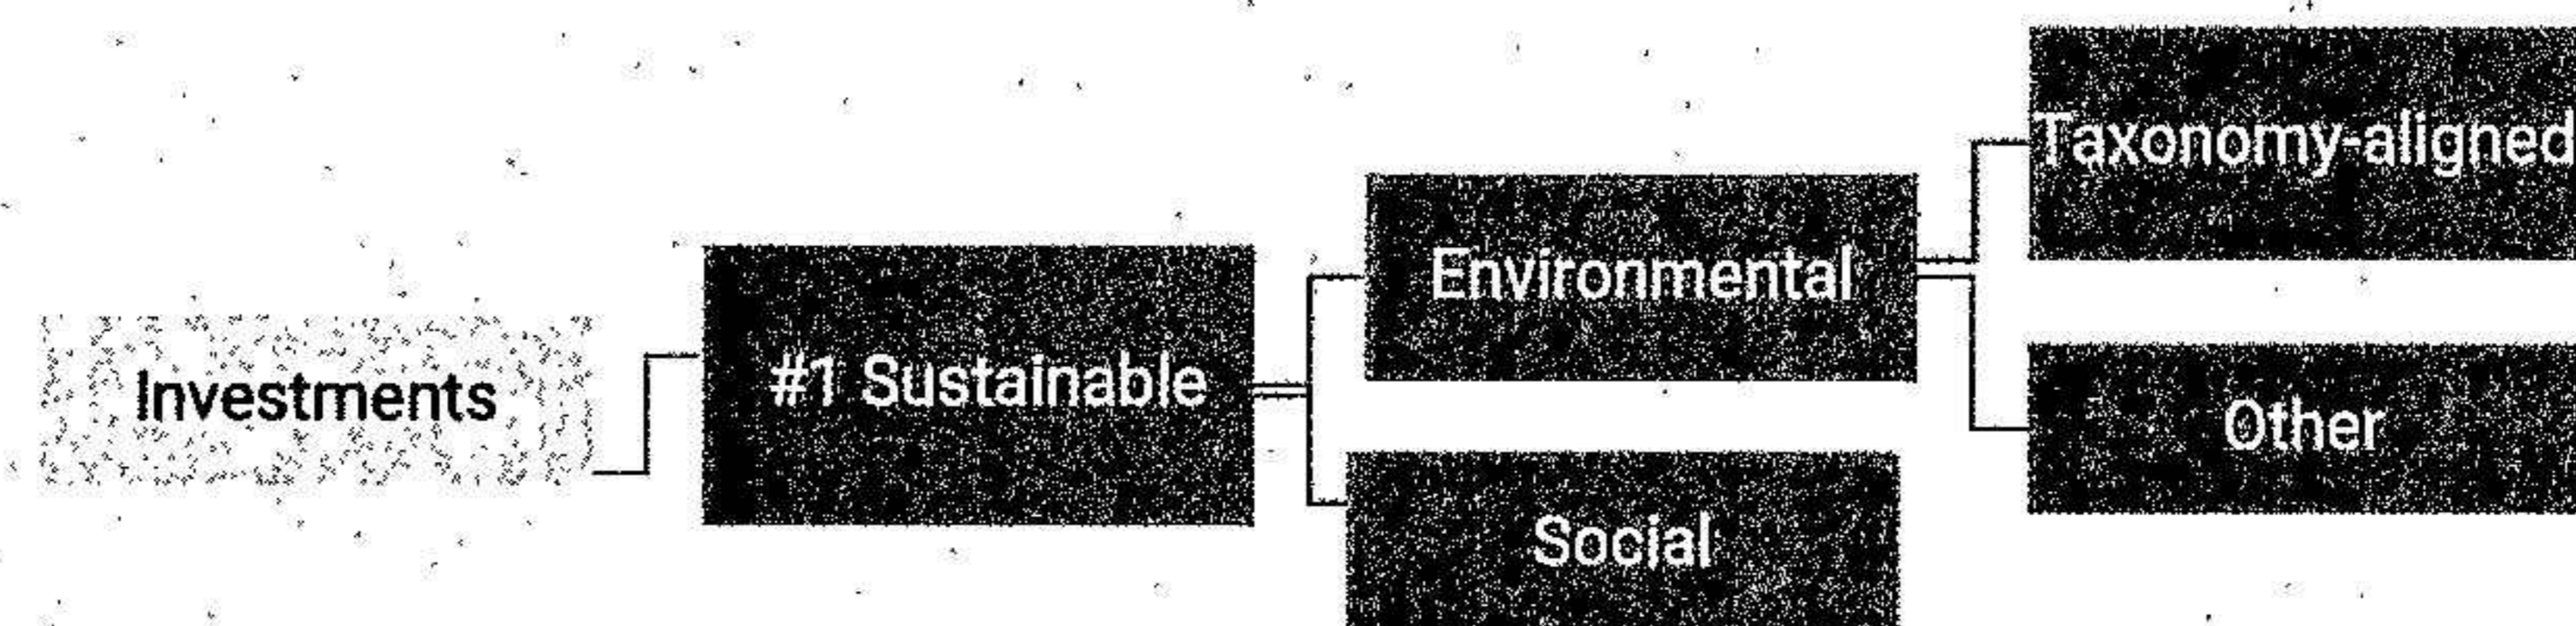 Investments
#1 Sustainable
Environmental
Social
Taxonomy-aligned
Other